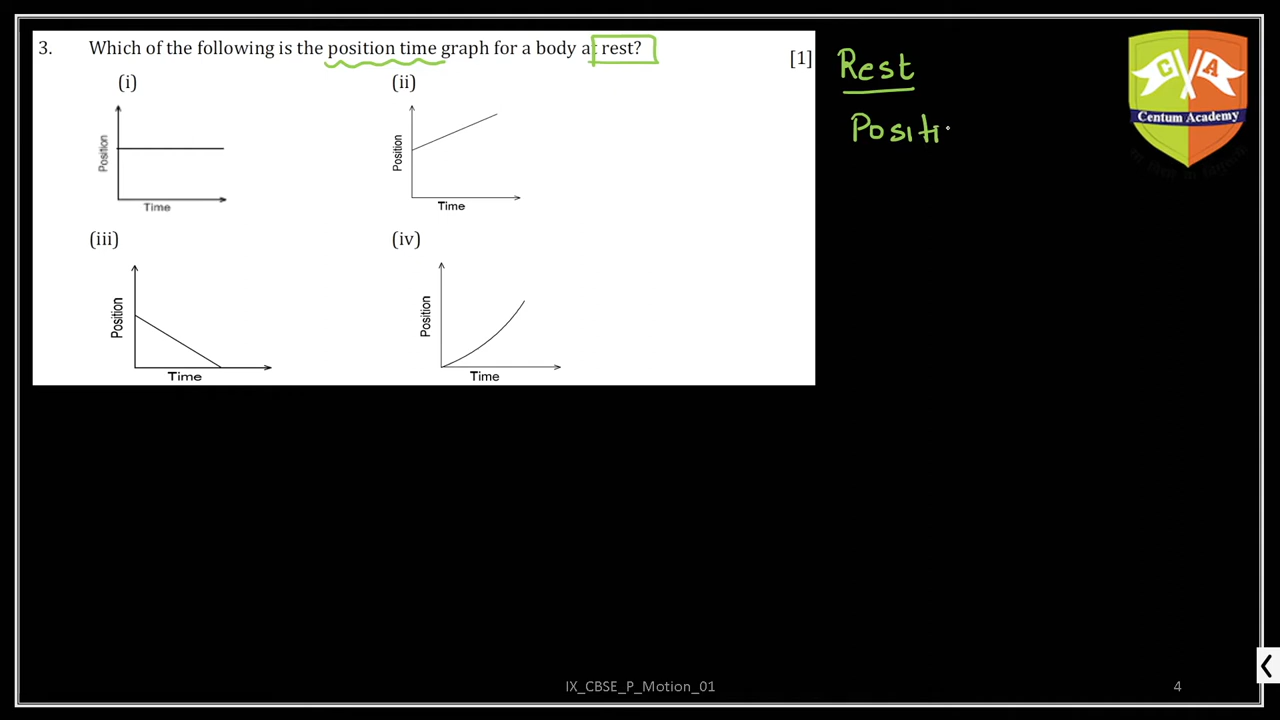 3. Which of the following is the position time graph for a body at rest? [1]
(i) (ii)
Position Position
Time Time
(iii) (iv)
Position Position
Time Time
Rest
Positi
C A
Centum Academy
IX_CBSE_P_Motion_01 4